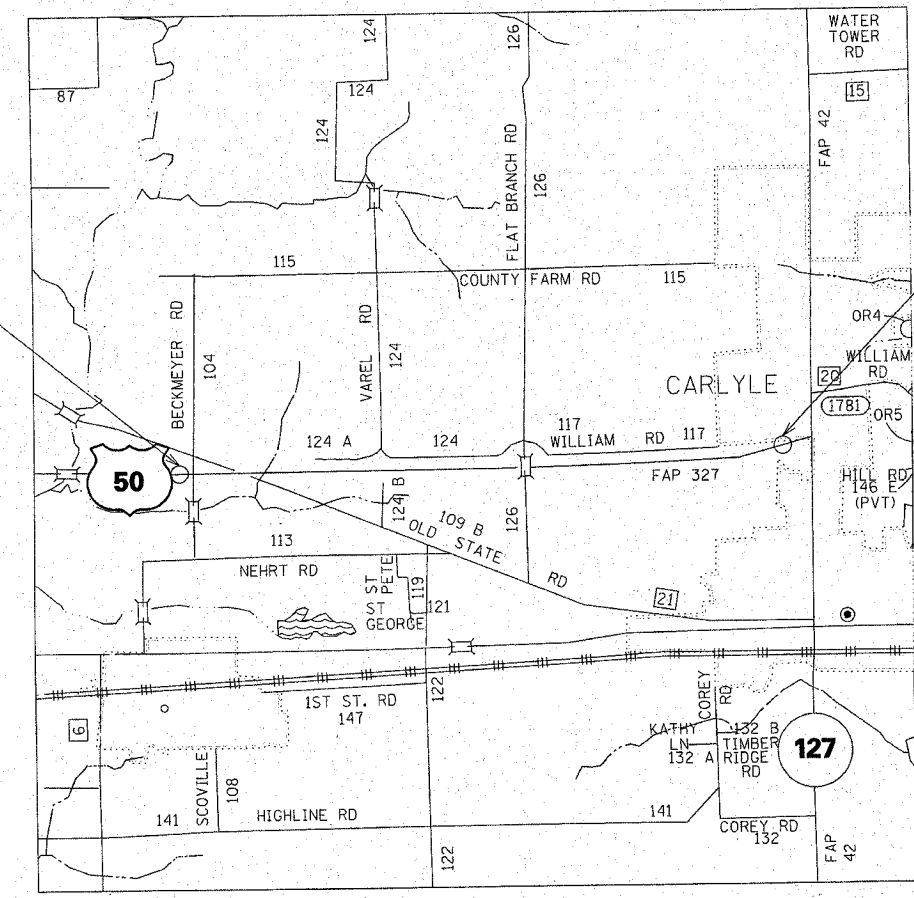 WATER
TOWER
RD
87
124
124
124
126
FLAT BRANCH RD
126
FAP 42
15
115
COUNTY FARM RD
115
BECKMEYER RD
104
VAREL RD
124
OR4
WILLIAM
RD
20
CARLYLE
1781
OR5
124 A
124
117
WILLIAM RD
117
50
FAP 327
HILL RD
146 E
(PVT)
124 B
109 B
OLD STATE
RD
126
113
NEHRT RD
ST
PETE
119
ST
GEORGE
121
21
1ST ST. RD
147
122
6
COREY
RD
KATHY
LN
132 B
TIMBER
132 A
RIDGE
RD
127
SCOVILLE
108
141
HIGHLINE RD
141
COREY RD
132
122
FAP
42